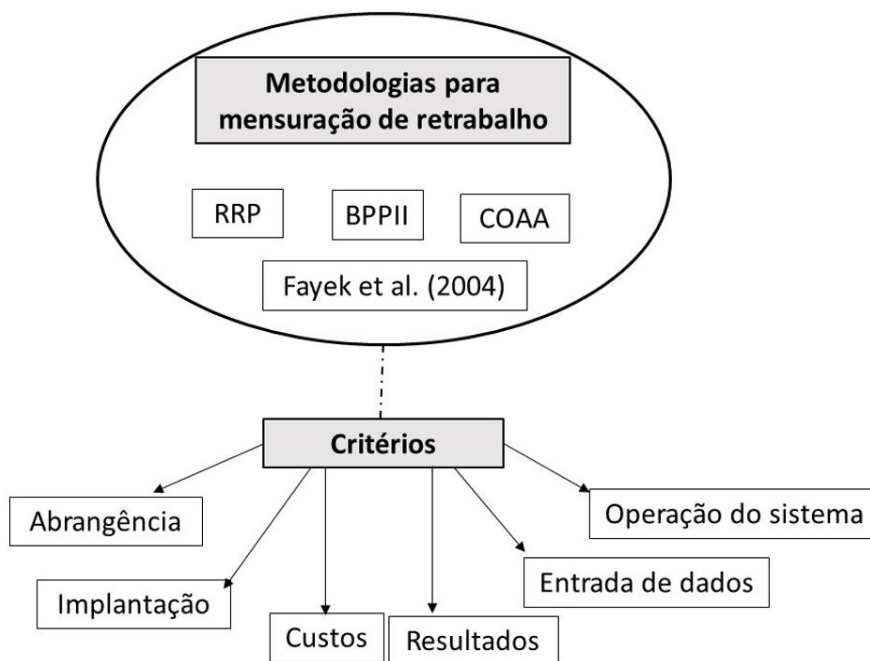 Metodologias para
mensuração de retrabalho
RRP
BPPII
COAA
Fayek et al. (2004)
Critérios
Abrangência
Implantação
Custos
Resultados
Entrada de dados
Operação do sistema